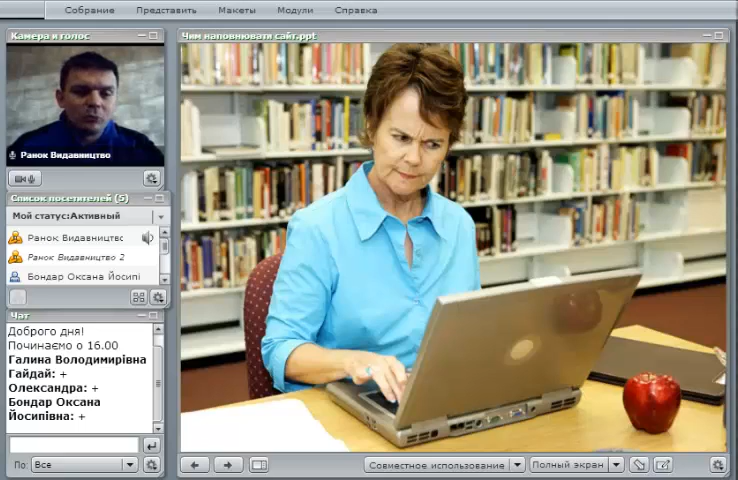 Собрание Представить Макеты Модули Справка
Камера и голос
Ранок Видавництво
Список посетителей (5)
Мой статус:Активный
Ранок Видавництвс
Ранок Видавництво 2
Бондар Оксана Йосипі
Чат
Доброго дня!
Починаємо о 16.00
Галина Володимирівна
Гайдай: +
Олександра: +
Бондар Оксана
Йосипівна: +
По: Все
Чим наповнювати сайт.ppt
Совместное использование
Полный экран